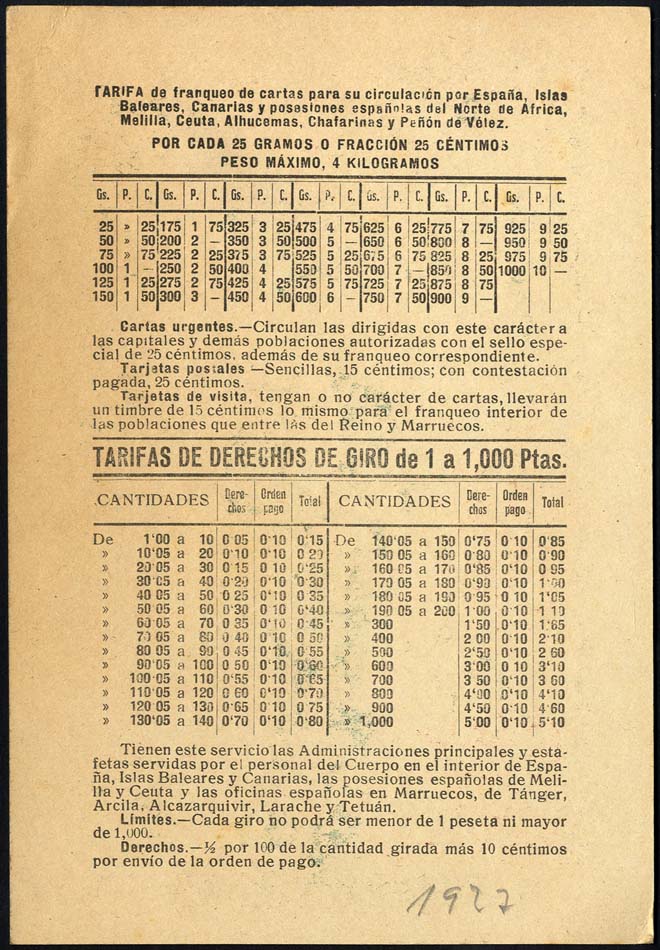 TARIFA de franqueo de cartas para su circulación por España, Islas
Baleares, Canarias y posesiones españolas del Norte de África,
Melilla, Ceuta, Alhucemas, Chafarinas y Peñón de Vélez.
POR CADA 25 GRAMOS O FRACCIÓN 25 CÉNTIMOS
PESO MÁXIMO, 4 KILOGRAMOS
Gs. P. C. Gs. P. C. Gs. P. C. Gs. P. C. Gs. P. C. Gs. P. C. Gs. P. C.
25 » 25 175 1 75 325 3 25 475 4 75 625 6 25 775 7 75 925 9 25
50 » 50 200 2 — 350 3 50 500 5 — 650 6 50 800 8 — 950 9 50
75 » 75 225 2 25 375 3 75 525 5 25 675 6 75 825 8 25 975 9 75
100 1 — 250 2 50 400 4 550 5 50 700 7 — 850 8 50 1000 10 —
125 1 25 275 2 75 425 4 25 575 5 75 725 7 25 875 8 75
150 1 50 300 3 — 450 4 50 600 6 — 750 7 50 900 9 —
Cartas urgentes.—Circulan las dirigidas con este carácter a
las capitales y demás poblaciones autorizadas con el sello espe-
cial de 25 céntimos, además de su franqueo correspondiente.
Tarjetas postales —Sencillas, 15 céntimos; con contestación
pagada, 25 céntimos.
Tarjetas de visita, tengan o no carácter de cartas, llevarán
un timbre de 15 céntimos lo mismo para el franqueo interior de
las poblaciones que entre las del Reino y Marruecos.
TARIFAS DE DERECHOS DE GIRO de 1 a 1,000 Ptas.
CANTIDADES Dere-chos Orden pago Total CANTIDADES Dere-chos Orden pago Total
De 1'00 a 10 0'05 0'10 0'15 De 140'05 a 150 0'75 0'10 0'85
» 10'05 a 20 0'10 0'10 0'20 » 150 05 a 160 0'80 0'10 0'90
» 20'05 a 30 0'15 0'10 0'25 » 160 05 a 170 0'85 0'10 0 95
» 30'05 a 40 0'20 0'10 0'30 » 170 05 a 180 0'90 0'10 1'00
» 40 05 a 50 0 25 0'10 0 35 » 180 05 a 190 0'95 0'10 1'05
» 50 05 a 60 0'30 0'10 0'40 » 190 05 a 200 1'00 0'10 1 10
» 60'05 a 70 0'35 0'10 0'45 » 300 1'50 0'10 1'65
» 70 05 a 80 0 40 0'10 0 50 » 400 2 00 0'10 2'10
» 80 05 a 90 0'45 0'10 0 55 » 500 2'50 0'10 2 60
» 90'05 a 100 0 50 0'10 0'60 » 600 3'00 0'10 3'10
» 100·05 a 110 0'55 0'10 0'65 » 700 3 50 0'10 3'60
» 110'05 a 120 0 60 0'10 0'70 » 800 4'00 0'10 4 10
» 120 05 a 130 0'65 0'10 0 75 » 900 4'50 0'10 4 60
» 130'05 a 140 0'70 0'10 0'80 » 1,000 5'00 0'10 5'10
Tienen este servicio las Administraciones principales y esta-
fetas servidas por el personal del Cuerpo en el interior de Espa-
ña, Islas Baleares y Canarias, las posesiones españolas de Meli-
lla y Ceuta y las oficinas españolas en Marruecos, de Tánger,
Arcila, Alcazarquivir, Larache y Tetuán.
Límites.—Cada giro no podrá ser menor de 1 peseta ni mayor
de 1,000.
Derechos.—½ por 100 de la cantidad girada más 10 céntimos
por envío de la orden de pago.
1927